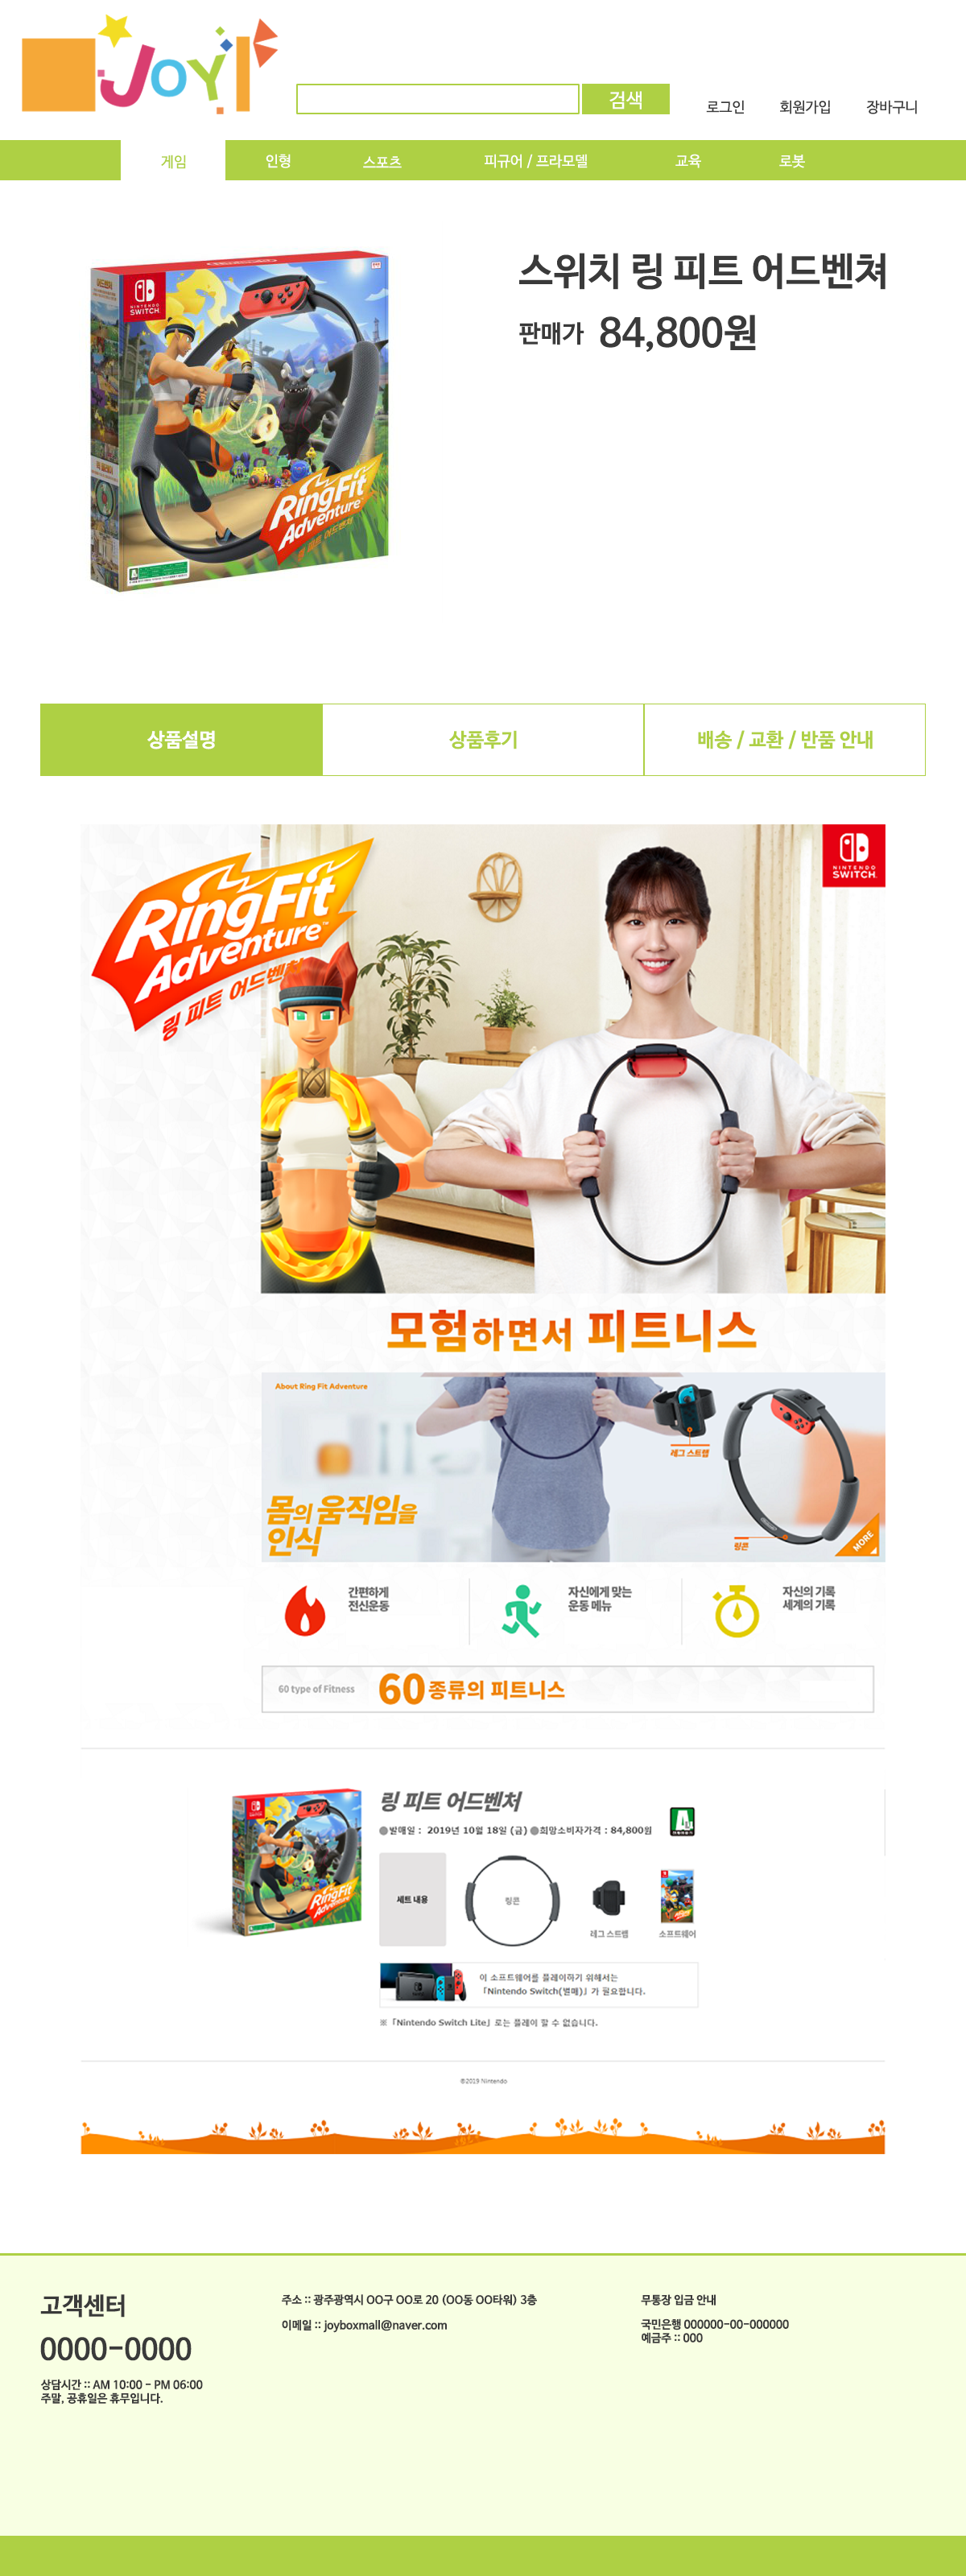 JOY
검색
로그인 회원가입 장바구니
게임 인형 스포츠 피규어 / 프라모델 교육 로봇
NINTENDO
SWITCH
RingFit
Adventure
링 피트 어드벤처
스위치 링 피트 어드벤쳐
판매가 84,800원
상품설명 상품후기 배송 / 교환 / 반품 안내
RingFit
Adventure™
링 피트 어드벤처
NINTENDO
SWITCH
모험하면서 피트니스
About Ring Fit Adventure
레그 스트랩
몸의 움직임을
인식
링콘
MORE
간편하게
전신운동
자신에게 맞는
운동 메뉴
자신의 기록
세계의 기록
60 type of Fitness 60종류의 피트니스
RingFit
Adventure
링 피트 어드벤처
●발매일 : 2019년 10월 18일 (금) ●희망소비자가격 : 84,800원
세트 내용
링콘
레그 스트랩
소프트웨어
이 소프트웨어를 플레이하기 위해서는
「Nintendo Switch(별매)」가 필요합니다.
※「Nintendo Switch Lite」로는 플레이 할 수 없습니다.
©2019 Nintendo
고객센터
0000-0000
상담시간 :: AM 10:00 - PM 06:00
주말, 공휴일은 휴무입니다.
주소 :: 광주광역시 OO구 OO로 20 (OO동 OO타워) 3층
이메일 :: joyboxmall@naver.com
무통장 입금 안내
국민은행 000000-00-000000
예금주 :: 000